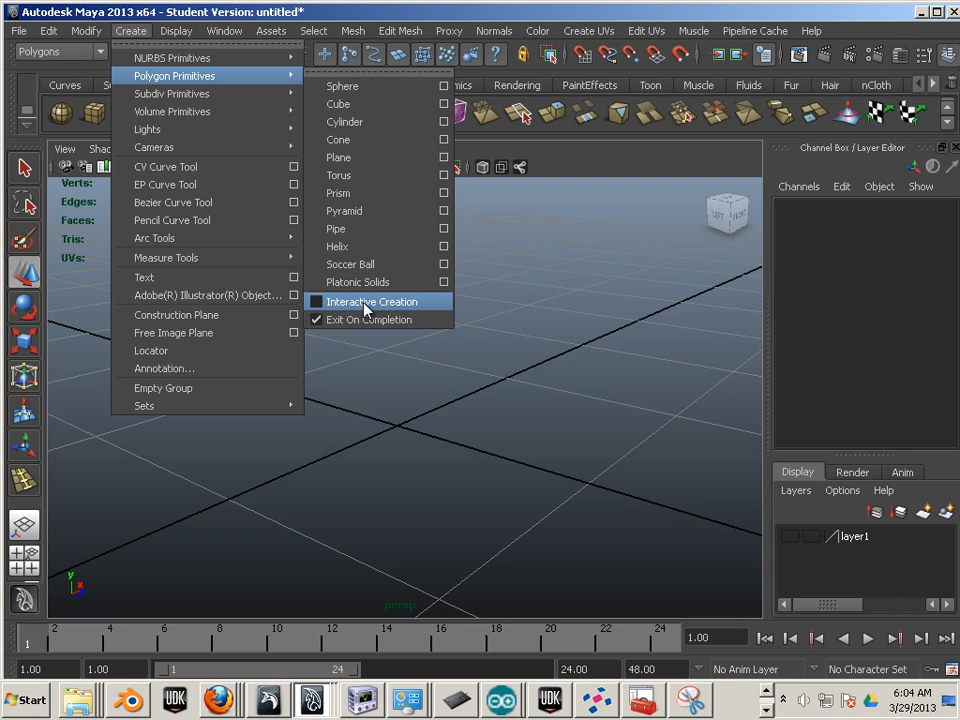 Autodesk Maya 2013 x64 - Student Version: untitled*
File Edit Modify Create Display Window Assets Select Mesh Edit Mesh Proxy Normals Color Create UVs Edit UVs Muscle Pipeline Cache Help
Polygons
Curves Rendering PaintEffects Toon Muscle Fluids Fur Hair nCloth
NURBS Primitives
Polygon Primitives
Subdiv Primitives
Volume Primitives
Lights
Cameras
CV Curve Tool
EP Curve Tool
Bezier Curve Tool
Pencil Curve Tool
Arc Tools
Measure Tools
Text
Adobe(R) Illustrator(R) Object...
Construction Plane
Free Image Plane
Locator
Annotation...
Empty Group
Sets
Sphere
Cube
Cylinder
Cone
Plane
Torus
Prism
Pyramid
Pipe
Helix
Soccer Ball
Platonic Solids
Interactive Creation
Exit On Completion
View Shad
Verts:
Edges:
Faces:
Tris:
UVs:
LEFT FRONT
y
x
persp
Channel Box / Layer Editor
Channels Edit Object Show
Display Render Anim
Layers Options Help
layer1
2 4 6 8 10 12 14 16 18 20 22 24
1
1.00
1.00 1.00 1 24 24.00 48.00 No Anim Layer No Character Set
Start UDK UDK
6:04 AM
3/29/2013